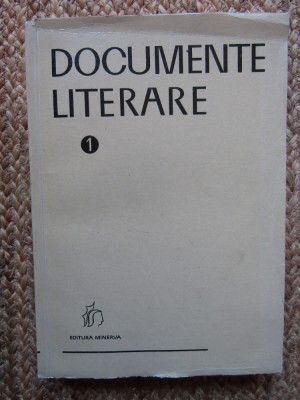 DOCUMENTE
LITERARE
1
EDITURA MINERVA